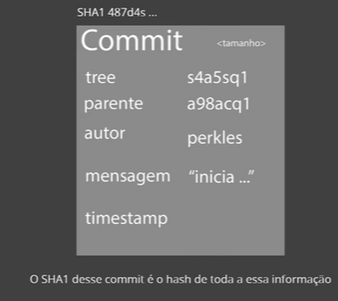 SHA1 487d4s ...
Commit <tamanho>
tree s4a5sq1
parente a98acq1
autor perkles
mensagem “inicia ...”
timestamp
O SHA1 desse commit é o hash de toda a essa informação